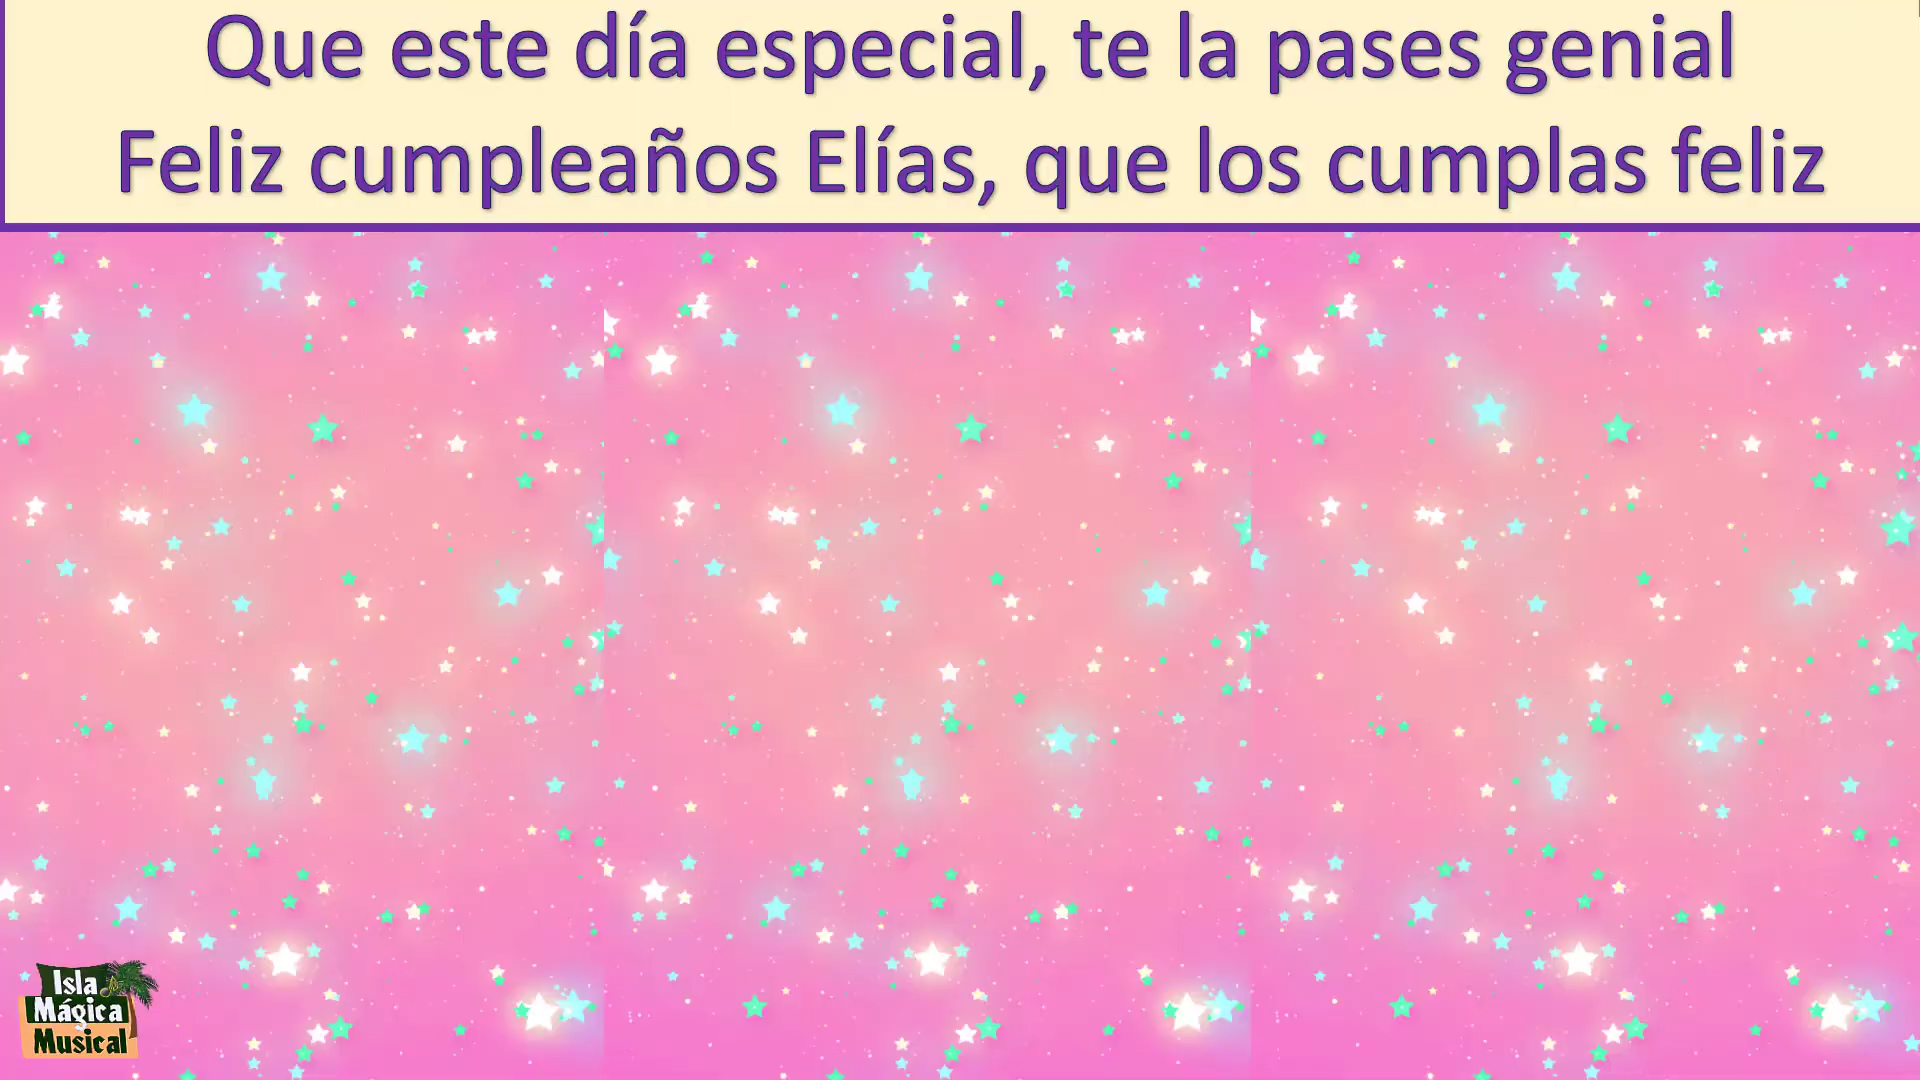 Que este día especial, te la pases genial
Feliz cumpleaños Elías, que los cumplas feliz
Isla
Mágica
Musical